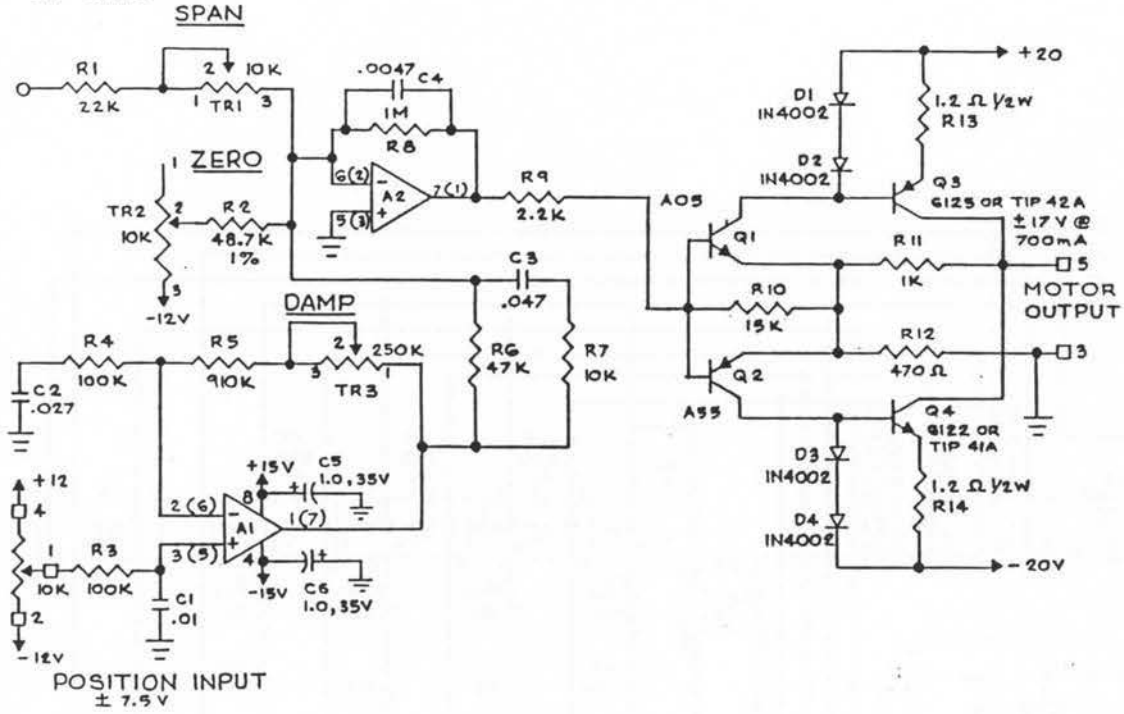 SPAN
R1
22K
2 10K
1 TR1 3
.0047 C4
1M
R8
ZERO
1
TR2 2
10K
3
-12V
R2
48.7K
1%
6(2)
-
A2
7(1)
5(3)
+
R9
2.2K
C3
.047
R6
47K
R7
10K
DAMP
R4
100K
R5
910K
2 250K
3 TR3 1
C2
.027
+12
4
1
10K
2
-12V
R3
100K
C1
.01
POSITION INPUT
± 7.5 V
+15V
8
2(6)
-
A1
1(7)
3(5)
+
4
-15V
+
C5
1.0, 35V
+
C6
1.0, 35V
A05
Q1
R10
15K
Q2
A55
D1
1N4002
D2
1N4002
+20
1.2 Ω 1/2W
R13
Q3
6125 OR TIP 42A
± 17V @
700mA
R11
1K
5
MOTOR
OUTPUT
R12
470 Ω
3
Q4
6122 OR
TIP 41A
D3
1N4002
D4
1N4002
1.2 Ω 1/2W
R14
-20V